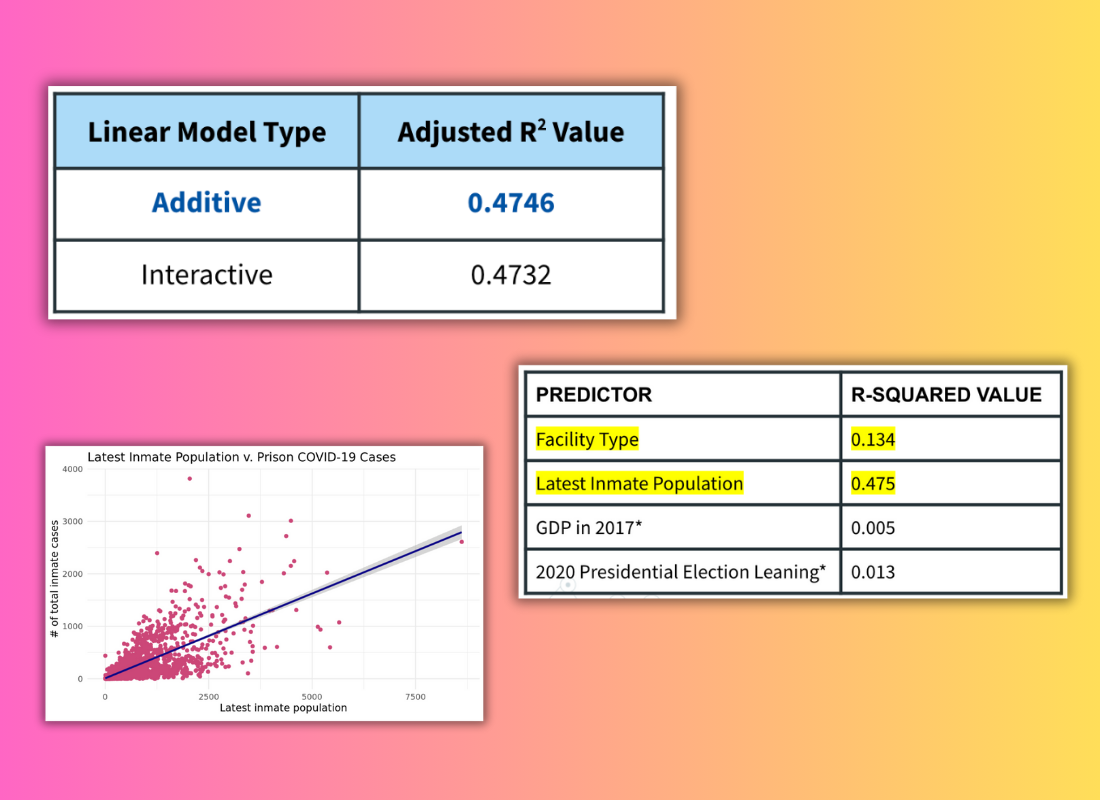 Linear Model Type Adjusted R² Value
Additive 0.4746
Interactive 0.4732
PREDICTOR R-SQUARED VALUE
Facility Type 0.134
Latest Inmate Population 0.475
GDP in 2017* 0.005
2020 Presidential Election Leaning* 0.013
Latest Inmate Population v. Prison COVID-19 Cases
# of total inmate cases
4000
3000
2000
1000
0
0 2500 5000 7500
Latest inmate population